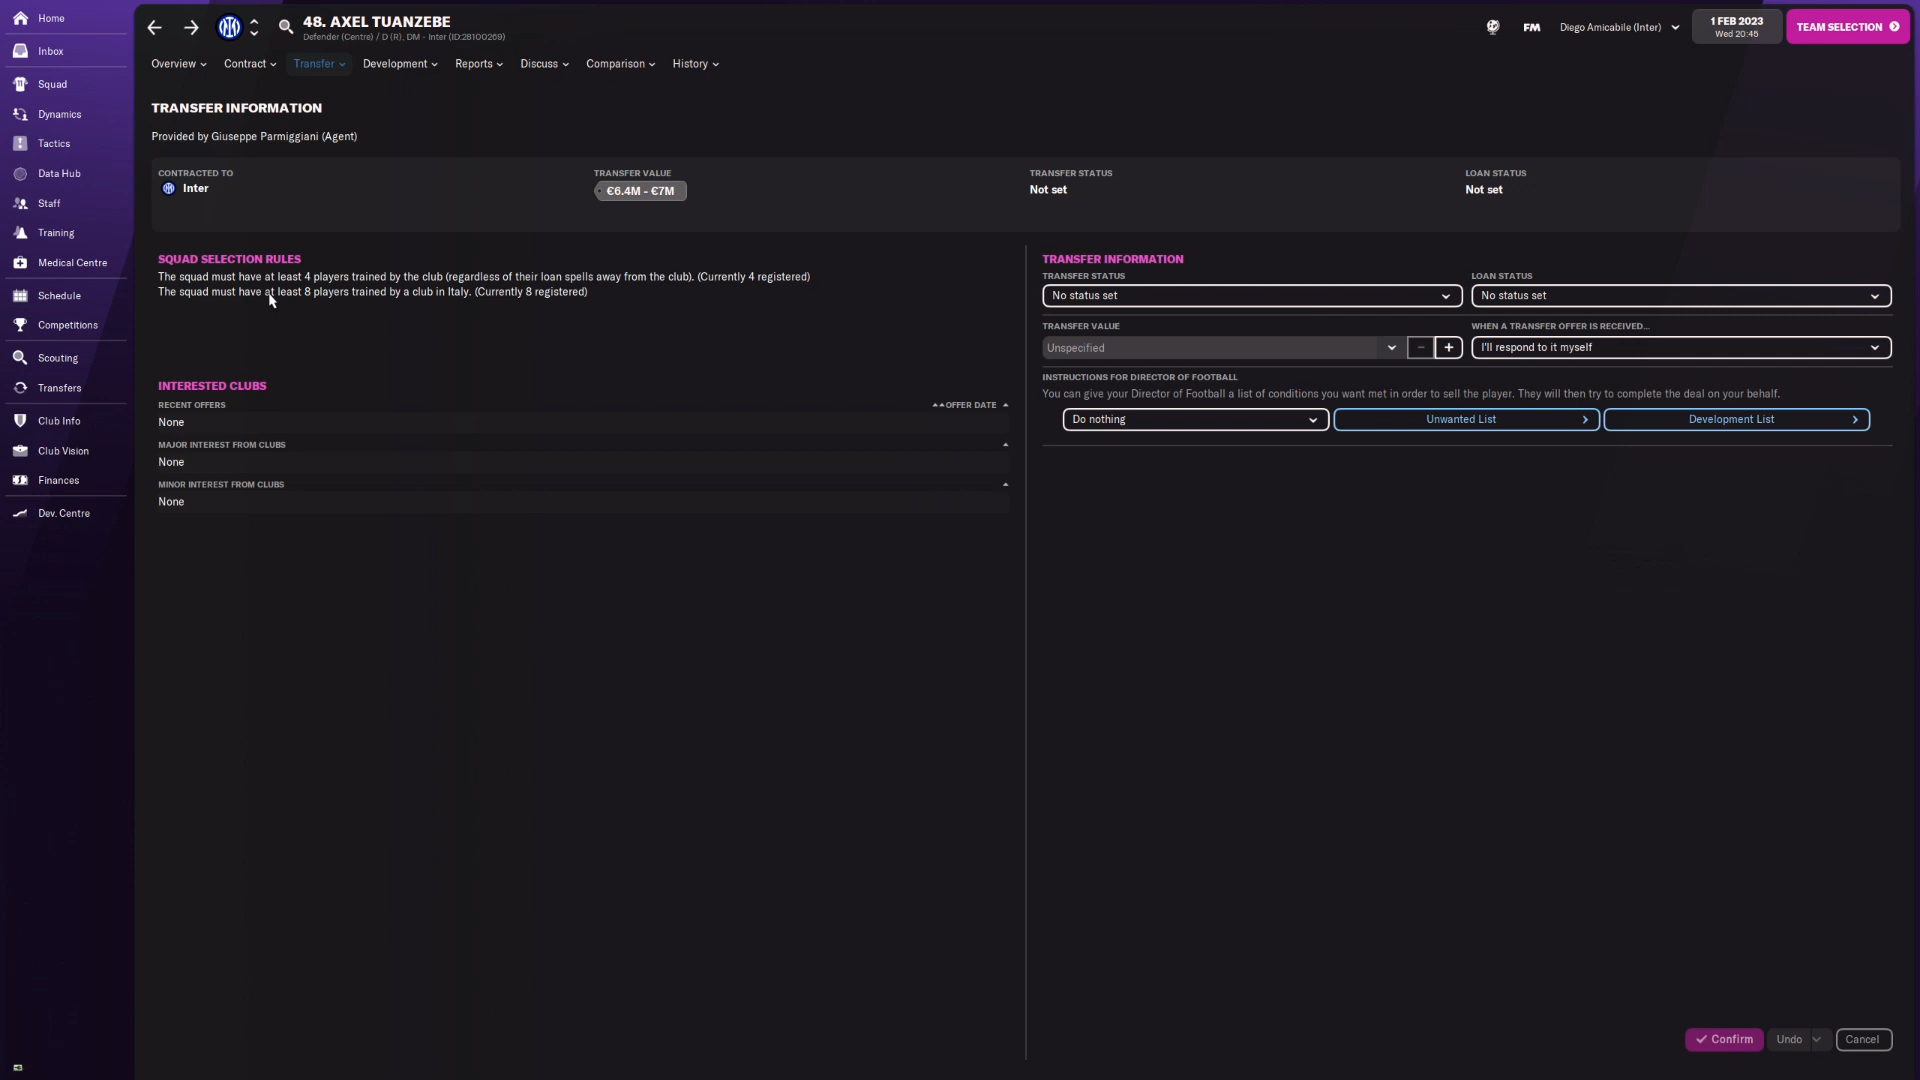 Home
Inbox
Squad
Dynamics
Tactics
Data Hub
Staff
Training
Medical Centre
Schedule
Competitions
Scouting
Transfers
Club Info
Club Vision
Finances
Dev. Centre
48. AXEL TUANZEBE
Defender (Centre) / D (R), DM - Inter (ID:28100269)
FM
Diego Amicabile (Inter)
1 FEB 2023
Wed 20:45
TEAM SELECTION
Overview Contract Transfer Development Reports Discuss Comparison History
TRANSFER INFORMATION
Provided by Giuseppe Parmiggiani (Agent)
CONTRACTED TO
Inter
TRANSFER VALUE
€6.4M - €7M
TRANSFER STATUS
Not set
LOAN STATUS
Not set
SQUAD SELECTION RULES
The squad must have at least 4 players trained by the club (regardless of their loan spells away from the club). (Currently 4 registered)
The squad must have at least 8 players trained by a club in Italy. (Currently 8 registered)
INTERESTED CLUBS
RECENT OFFERS OFFER DATE
None
MAJOR INTEREST FROM CLUBS
None
MINOR INTEREST FROM CLUBS
None
TRANSFER INFORMATION
TRANSFER STATUS LOAN STATUS
No status set No status set
TRANSFER VALUE WHEN A TRANSFER OFFER IS RECEIVED...
Unspecified - + I'll respond to it myself
INSTRUCTIONS FOR DIRECTOR OF FOOTBALL
You can give your Director of Football a list of conditions you want met in order to sell the player. They will then try to complete the deal on your behalf.
Do nothing Unwanted List Development List
Confirm Undo Cancel